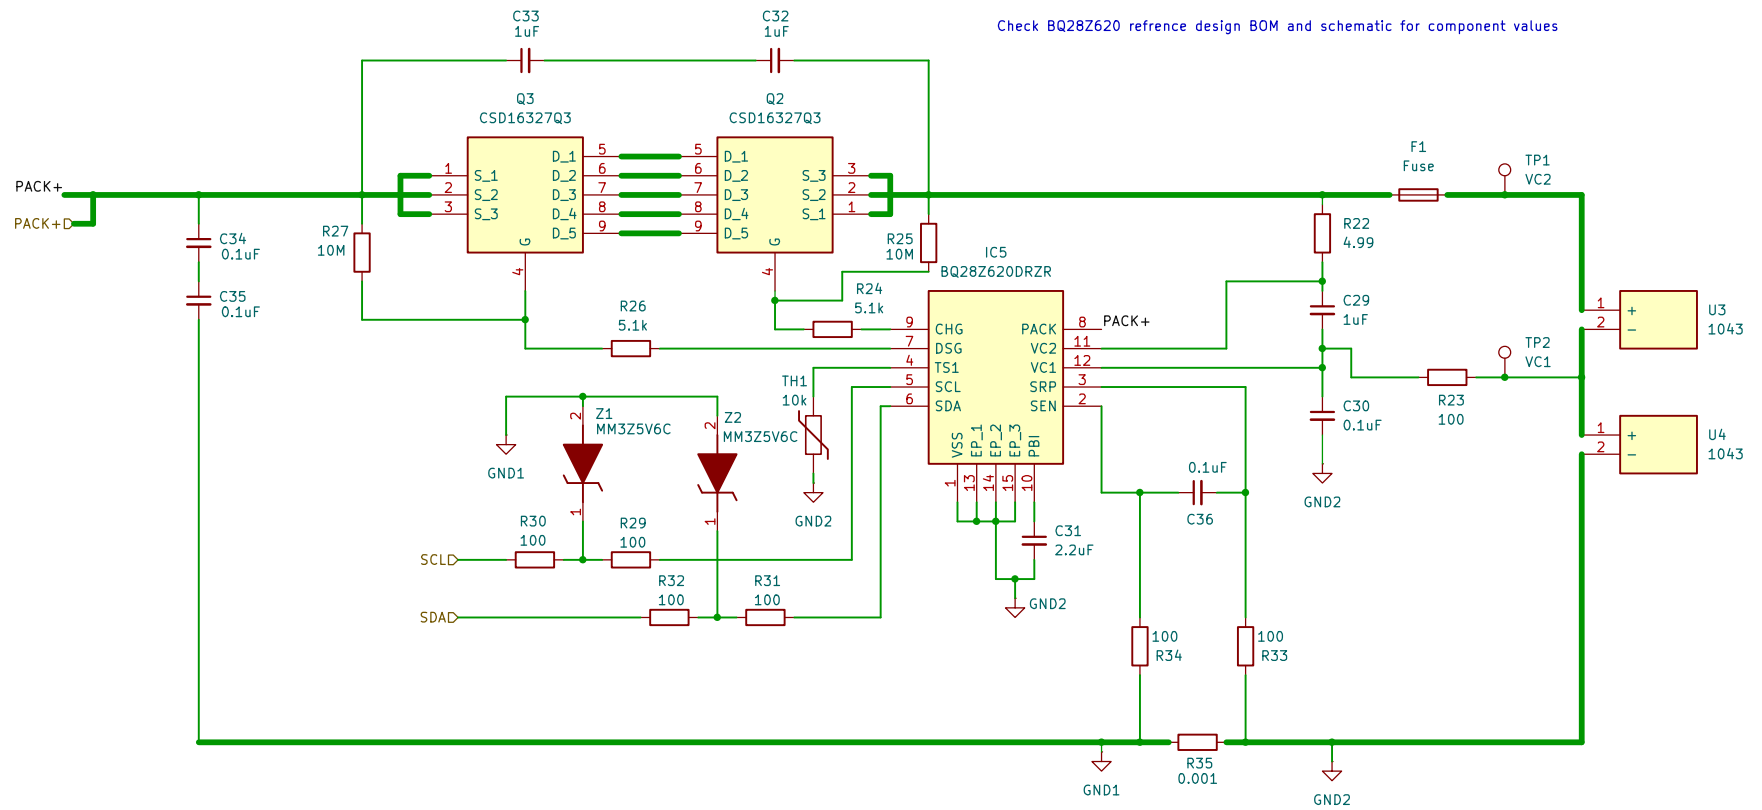 Check BQ28Z620 refrence design BOM and schematic for component values
C33
1uF
C32
1uF
Q3
CSD16327Q3
Q2
CSD16327Q3
1 S_1
2 S_2
3 S_3
D_1 5
D_2 6
D_3 7
D_4 8
D_5 9
G
4
5 D_1
6 D_2
7 D_3
8 D_4
9 D_5
S_3 3
S_2 2
S_1 1
G
4
PACK+
PACK+
C34
0.1uF
C35
0.1uF
R27
10M
R25
10M
R26
5.1k
R24
5.1k
F1
Fuse
TP1
VC2
R22
4.99
C29
1uF
C30
0.1uF
GND2
TP2
VC1
R23
100
1 +
2 -
U3
1043
1 +
2 -
U4
1043
IC5
BQ28Z620DRZR
9 CHG
7 DSG
4 TS1
5 SCL
6 SDA
PACK 8
VC2 11
VC1 12
SRP 3
SEN 2
PACK+
VSS
EP_1
EP_2
EP_3
PBI
1
13
14
15
10
TH1
10k
GND2
GND1
2
Z1
MM3Z5V6C
1
2
Z2
MM3Z5V6C
1
SCL
R30
100
R29
100
SDA
R32
100
R31
100
C31
2.2uF
GND2
0.1uF
C36
100
R34
100
R33
R35
0.001
GND1
GND2